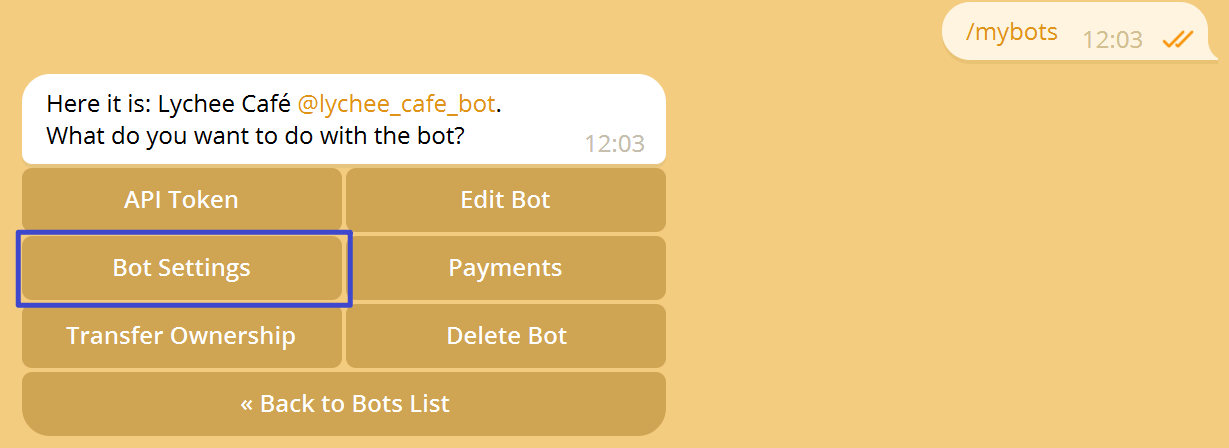 /mybots 12:03
Here it is: Lychee Café @lychee_cafe_bot.
What do you want to do with the bot? 12:03
API Token
Edit Bot
Bot Settings
Payments
Transfer Ownership
Delete Bot
« Back to Bots List